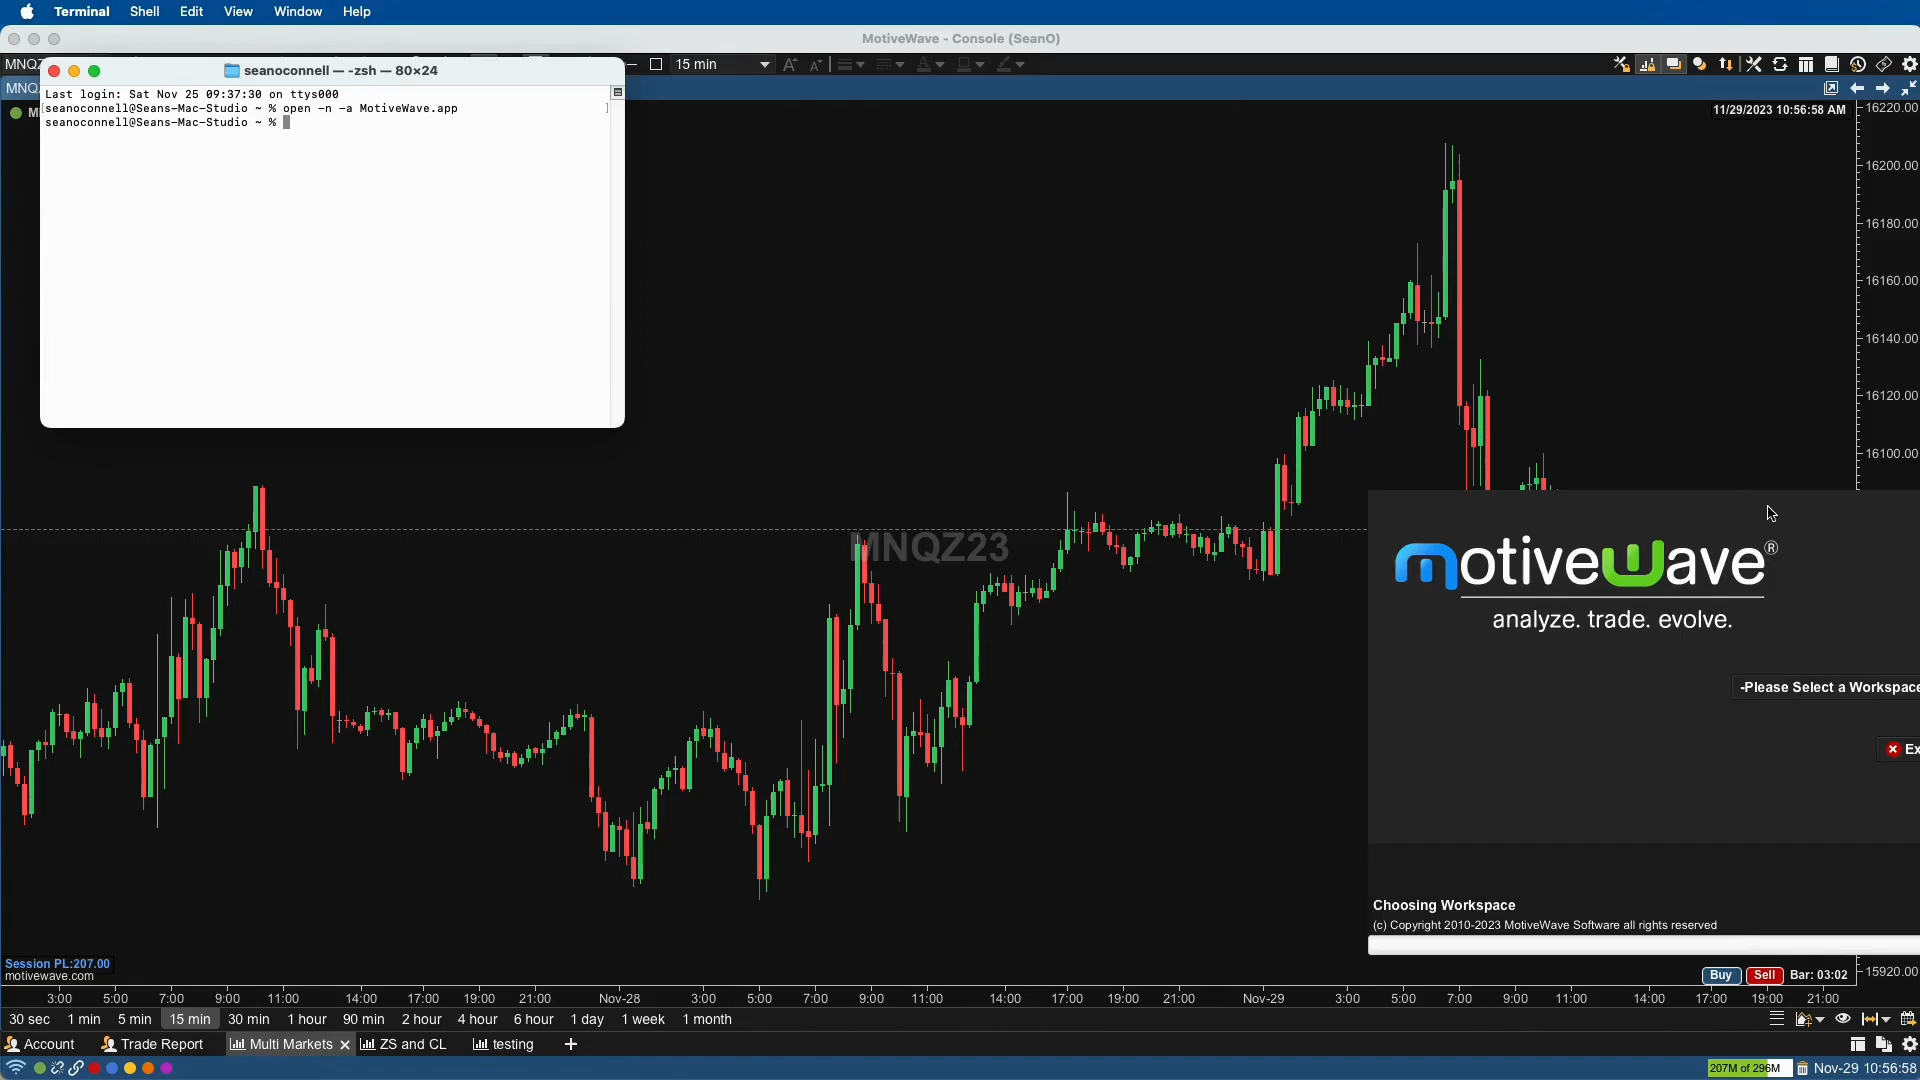 Terminal Shell Edit View Window Help
MotiveWave - Console (SeanO)
MNQZ
15 min
MNQ
seanoconnell — -zsh — 80×24
Last login: Sat Nov 25 09:37:30 on ttys000
[seanoconnell@Seans-Mac-Studio ~ % open -n -a MotiveWave.app ]
seanoconnell@Seans-Mac-Studio ~ %
11/29/2023 10:56:58 AM
16220.00
16200.00
16180.00
16160.00
16140.00
16120.00
16100.00
MNQZ23
motivewave®
analyze. trade. evolve.
-Please Select a Workspace
Ex
Choosing Workspace
(c) Copyright 2010-2023 MotiveWave Software all rights reserved
Session PL:207.00
motivewave.com
Buy Sell Bar: 03:02
15920.00
3:00 5:00 7:00 9:00 11:00 14:00 17:00 19:00 21:00 Nov-28 3:00 5:00 7:00 9:00 11:00 14:00 17:00 19:00 21:00 Nov-29 3:00 5:00 7:00 9:00 11:00 14:00 17:00 19:00 21:00
30 sec 1 min 5 min 15 min 30 min 1 hour 90 min 2 hour 4 hour 6 hour 1 day 1 week 1 month
Account Trade Report Multi Markets ZS and CL testing +
207M of 296M Nov-29 10:56:58